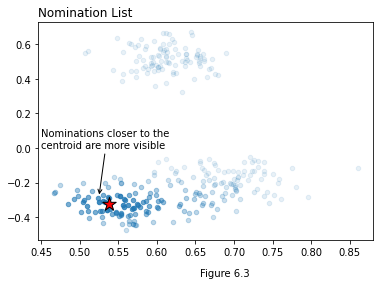 Nomination List
0.6
0.4
0.2
0.0
−0.2
−0.4
Nominations closer to the
centroid are more visible
0.45 0.50 0.55 0.60 0.65 0.70 0.75 0.80 0.85
Figure 6.3